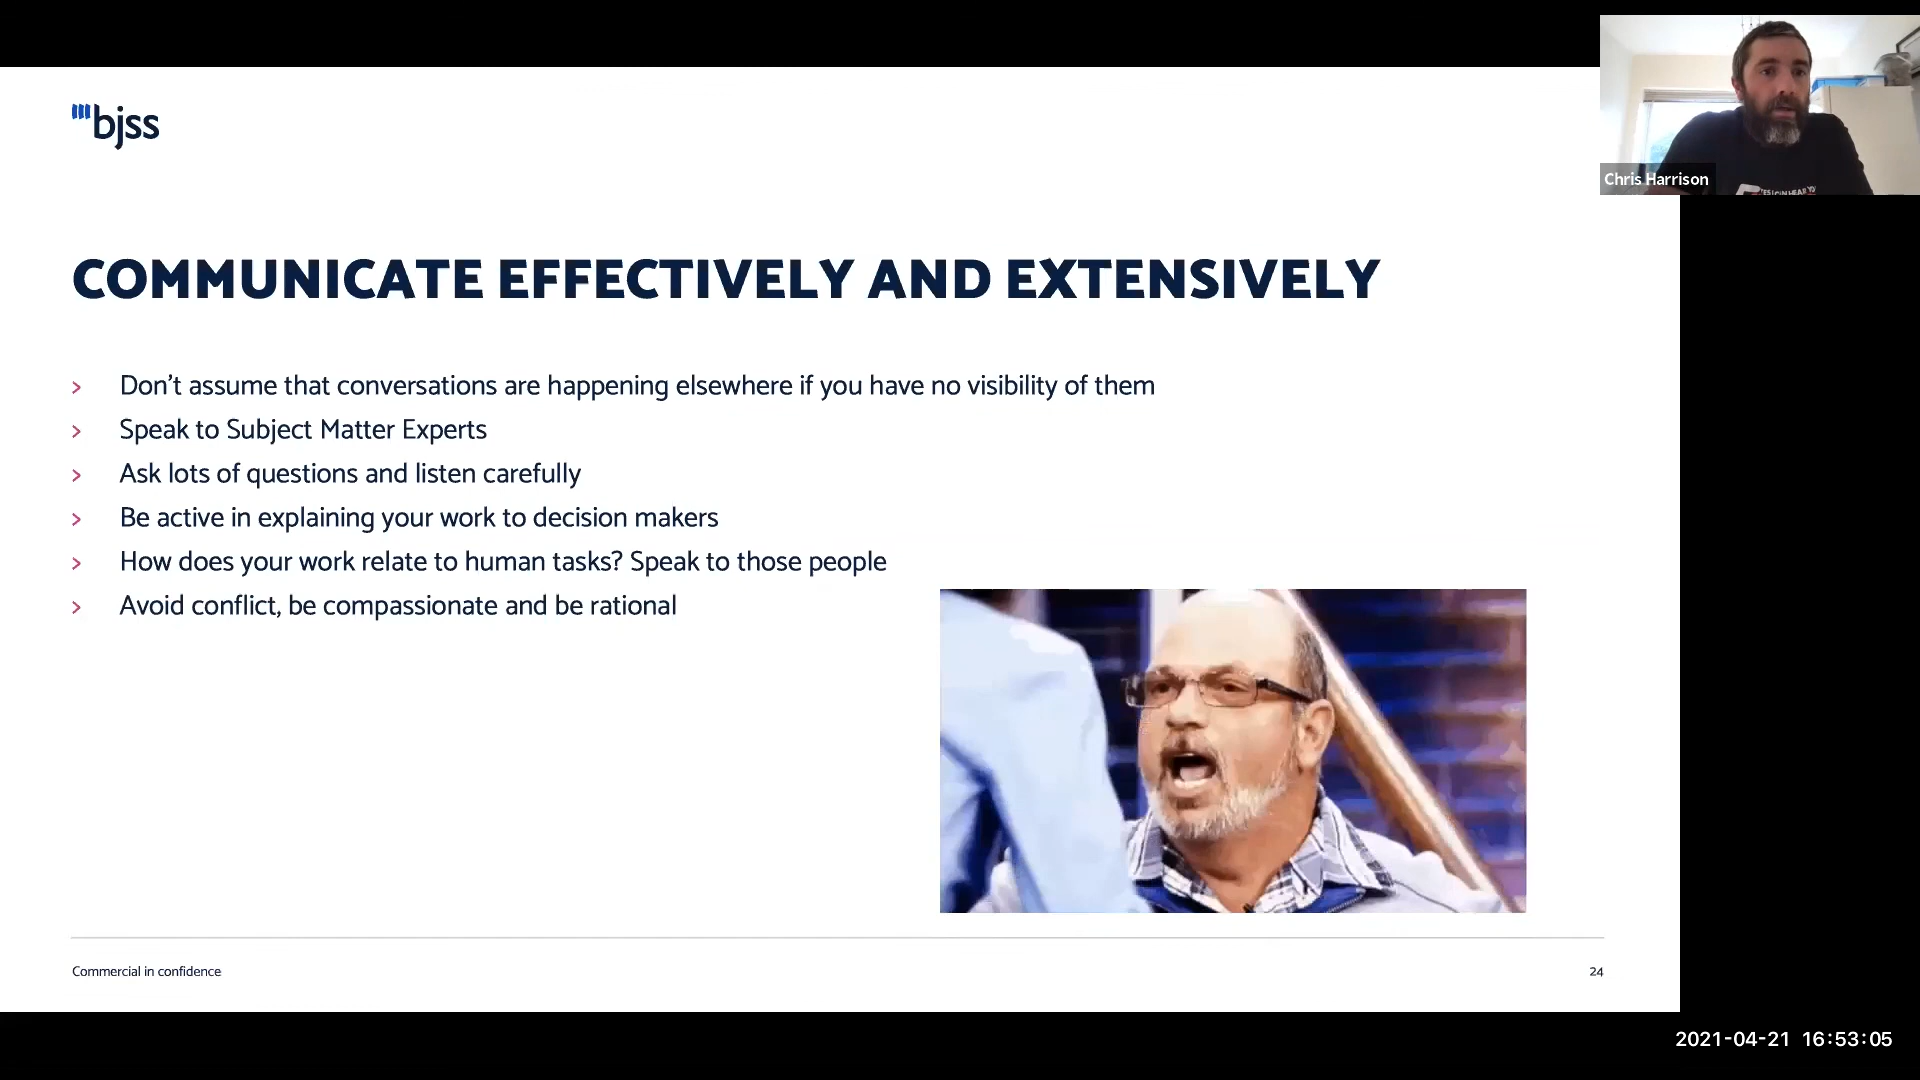 bjss
Chris Harrison
COMMUNICATE EFFECTIVELY AND EXTENSIVELY
> Don't assume that conversations are happening elsewhere if you have no visibility of them
> Speak to Subject Matter Experts
> Ask lots of questions and listen carefully
> Be active in explaining your work to decision makers
> How does your work relate to human tasks? Speak to those people
> Avoid conflict, be compassionate and be rational
Commercial in confidence
24
2021-04-21 16:53:05